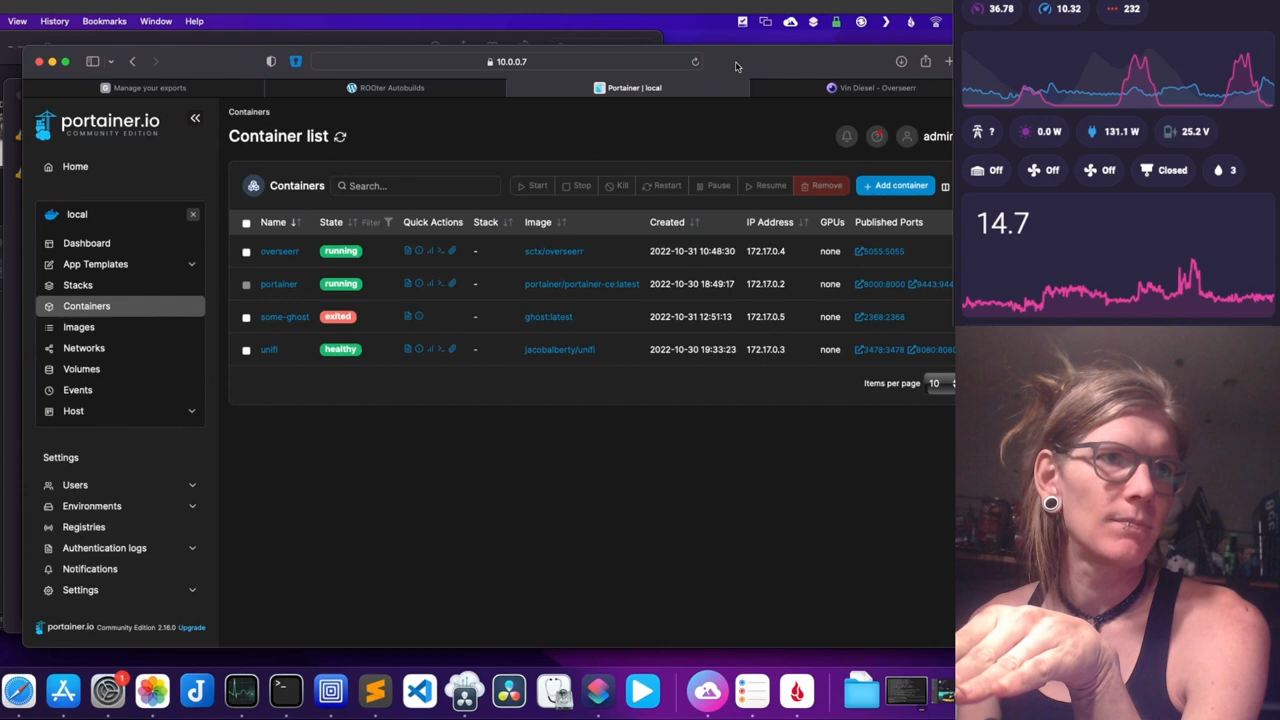 View History Bookmarks Window Help
10.0.0.7
Manage your exports ROOter Autobuilds Portainer | local Vin Diesel - Overseerr
portainer.io
COMMUNITY EDITION
Home
local
Dashboard
App Templates
Stacks
Containers
Images
Networks
Volumes
Events
Host
Settings
Users
Environments
Registries
Authentication logs
Notifications
Settings
portainer.io Community Edition 2.16.0 Upgrade
Containers
Container list
admin
Containers Search... Start Stop Kill Restart Pause Resume Remove + Add container
Name State Filter Quick Actions Stack Image Created IP Address GPUs Published Ports
overseerr running - sctx/overseerr 2022-10-31 10:48:30 172.17.0.4 none 5055:5055
portainer running - portainer/portainer-ce:latest 2022-10-30 18:49:17 172.17.0.2 none 8000:8000 9443:944
some-ghost exited - ghost:latest 2022-10-31 12:51:13 172.17.0.5 none 2368:2368
unifi healthy - jacobalberty/unifi 2022-10-30 19:33:23 172.17.0.3 none 3478:3478 8080:808
Items per page 10
36.78 10.32 232
? 0.0 W 131.1 W 25.2 V
Off Off Off Closed 3
14.7
1